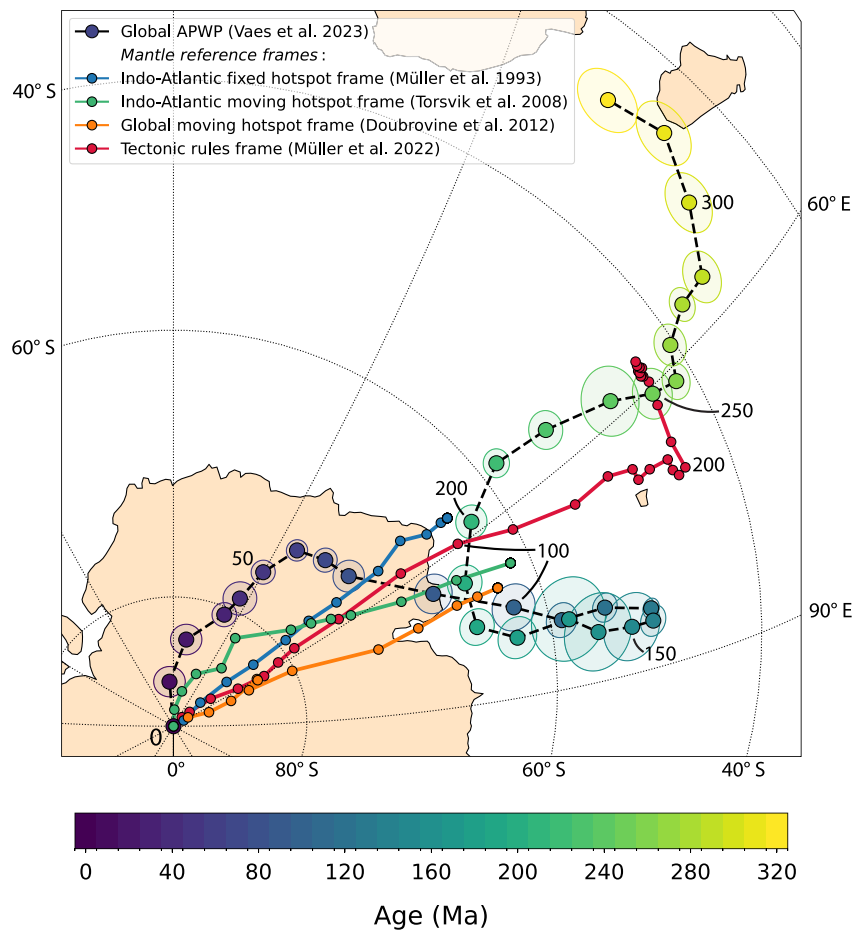 Global APWP (Vaes et al. 2023)
Mantle reference frames :
Indo-Atlantic fixed hotspot frame (Müller et al. 1993)
Indo-Atlantic moving hotspot frame (Torsvik et al. 2008)
Global moving hotspot frame (Doubrovine et al. 2012)
Tectonic rules frame (Müller et al. 2022)
40° S
60° E
300
60° S
250
200
200
50
100
90° E
150
0
0°
80° S
60° S
40° S
0
40
80
120
160
200
240
280
320
Age (Ma)